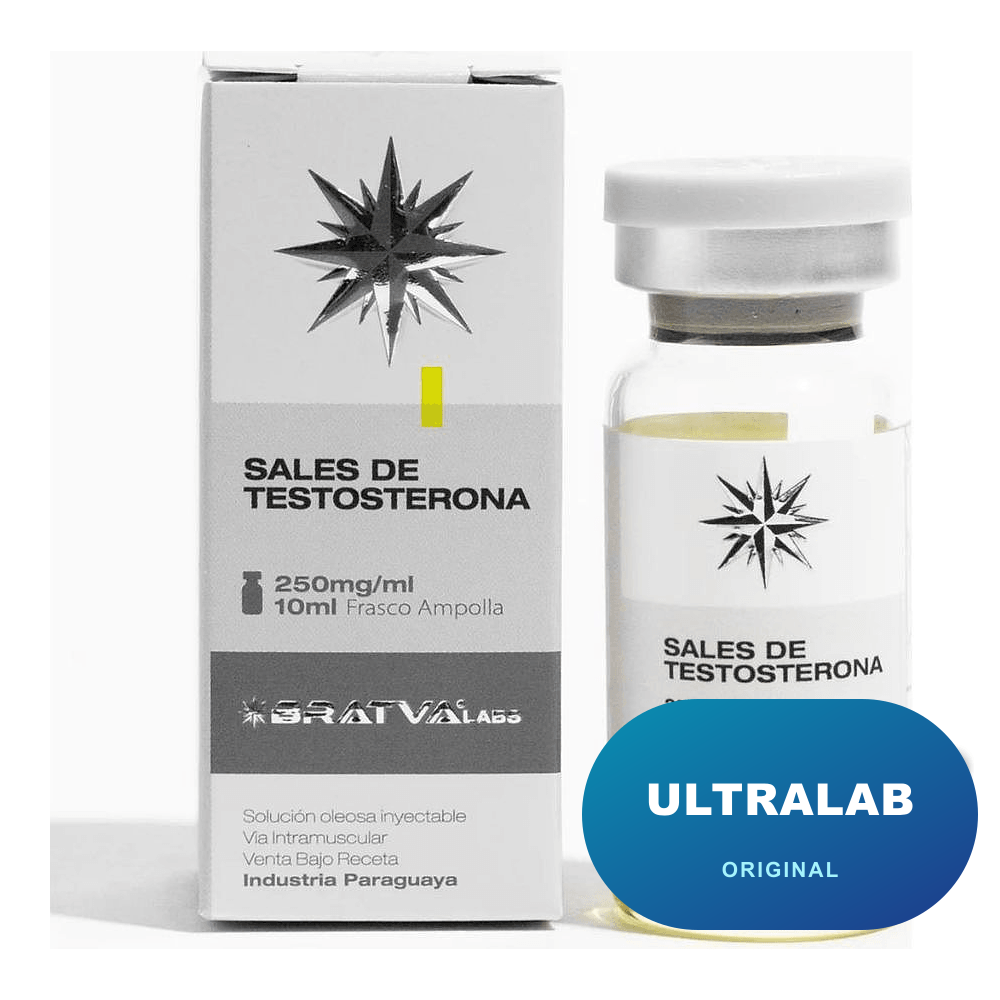 SALES DE
TESTOSTERONA
250mg/ml
10ml Frasco Ampolla
BRATVA LABS
Solución oleosa inyectable
Via Intramuscular
Venta Bajo Receta
Industria Paraguaya
SALES DE
TESTOSTERONA
ULTRALAB
ORIGINAL